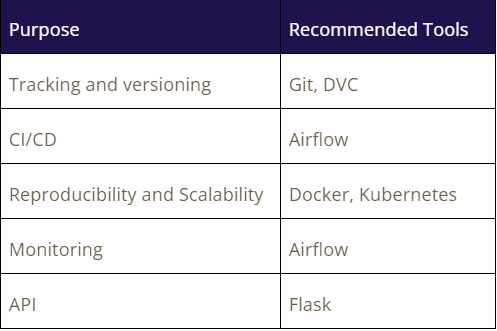 Purpose Recommended Tools
Tracking and versioning Git, DVC
CI/CD Airflow
Reproducibility and Scalability Docker, Kubernetes
Monitoring Airflow
API Flask